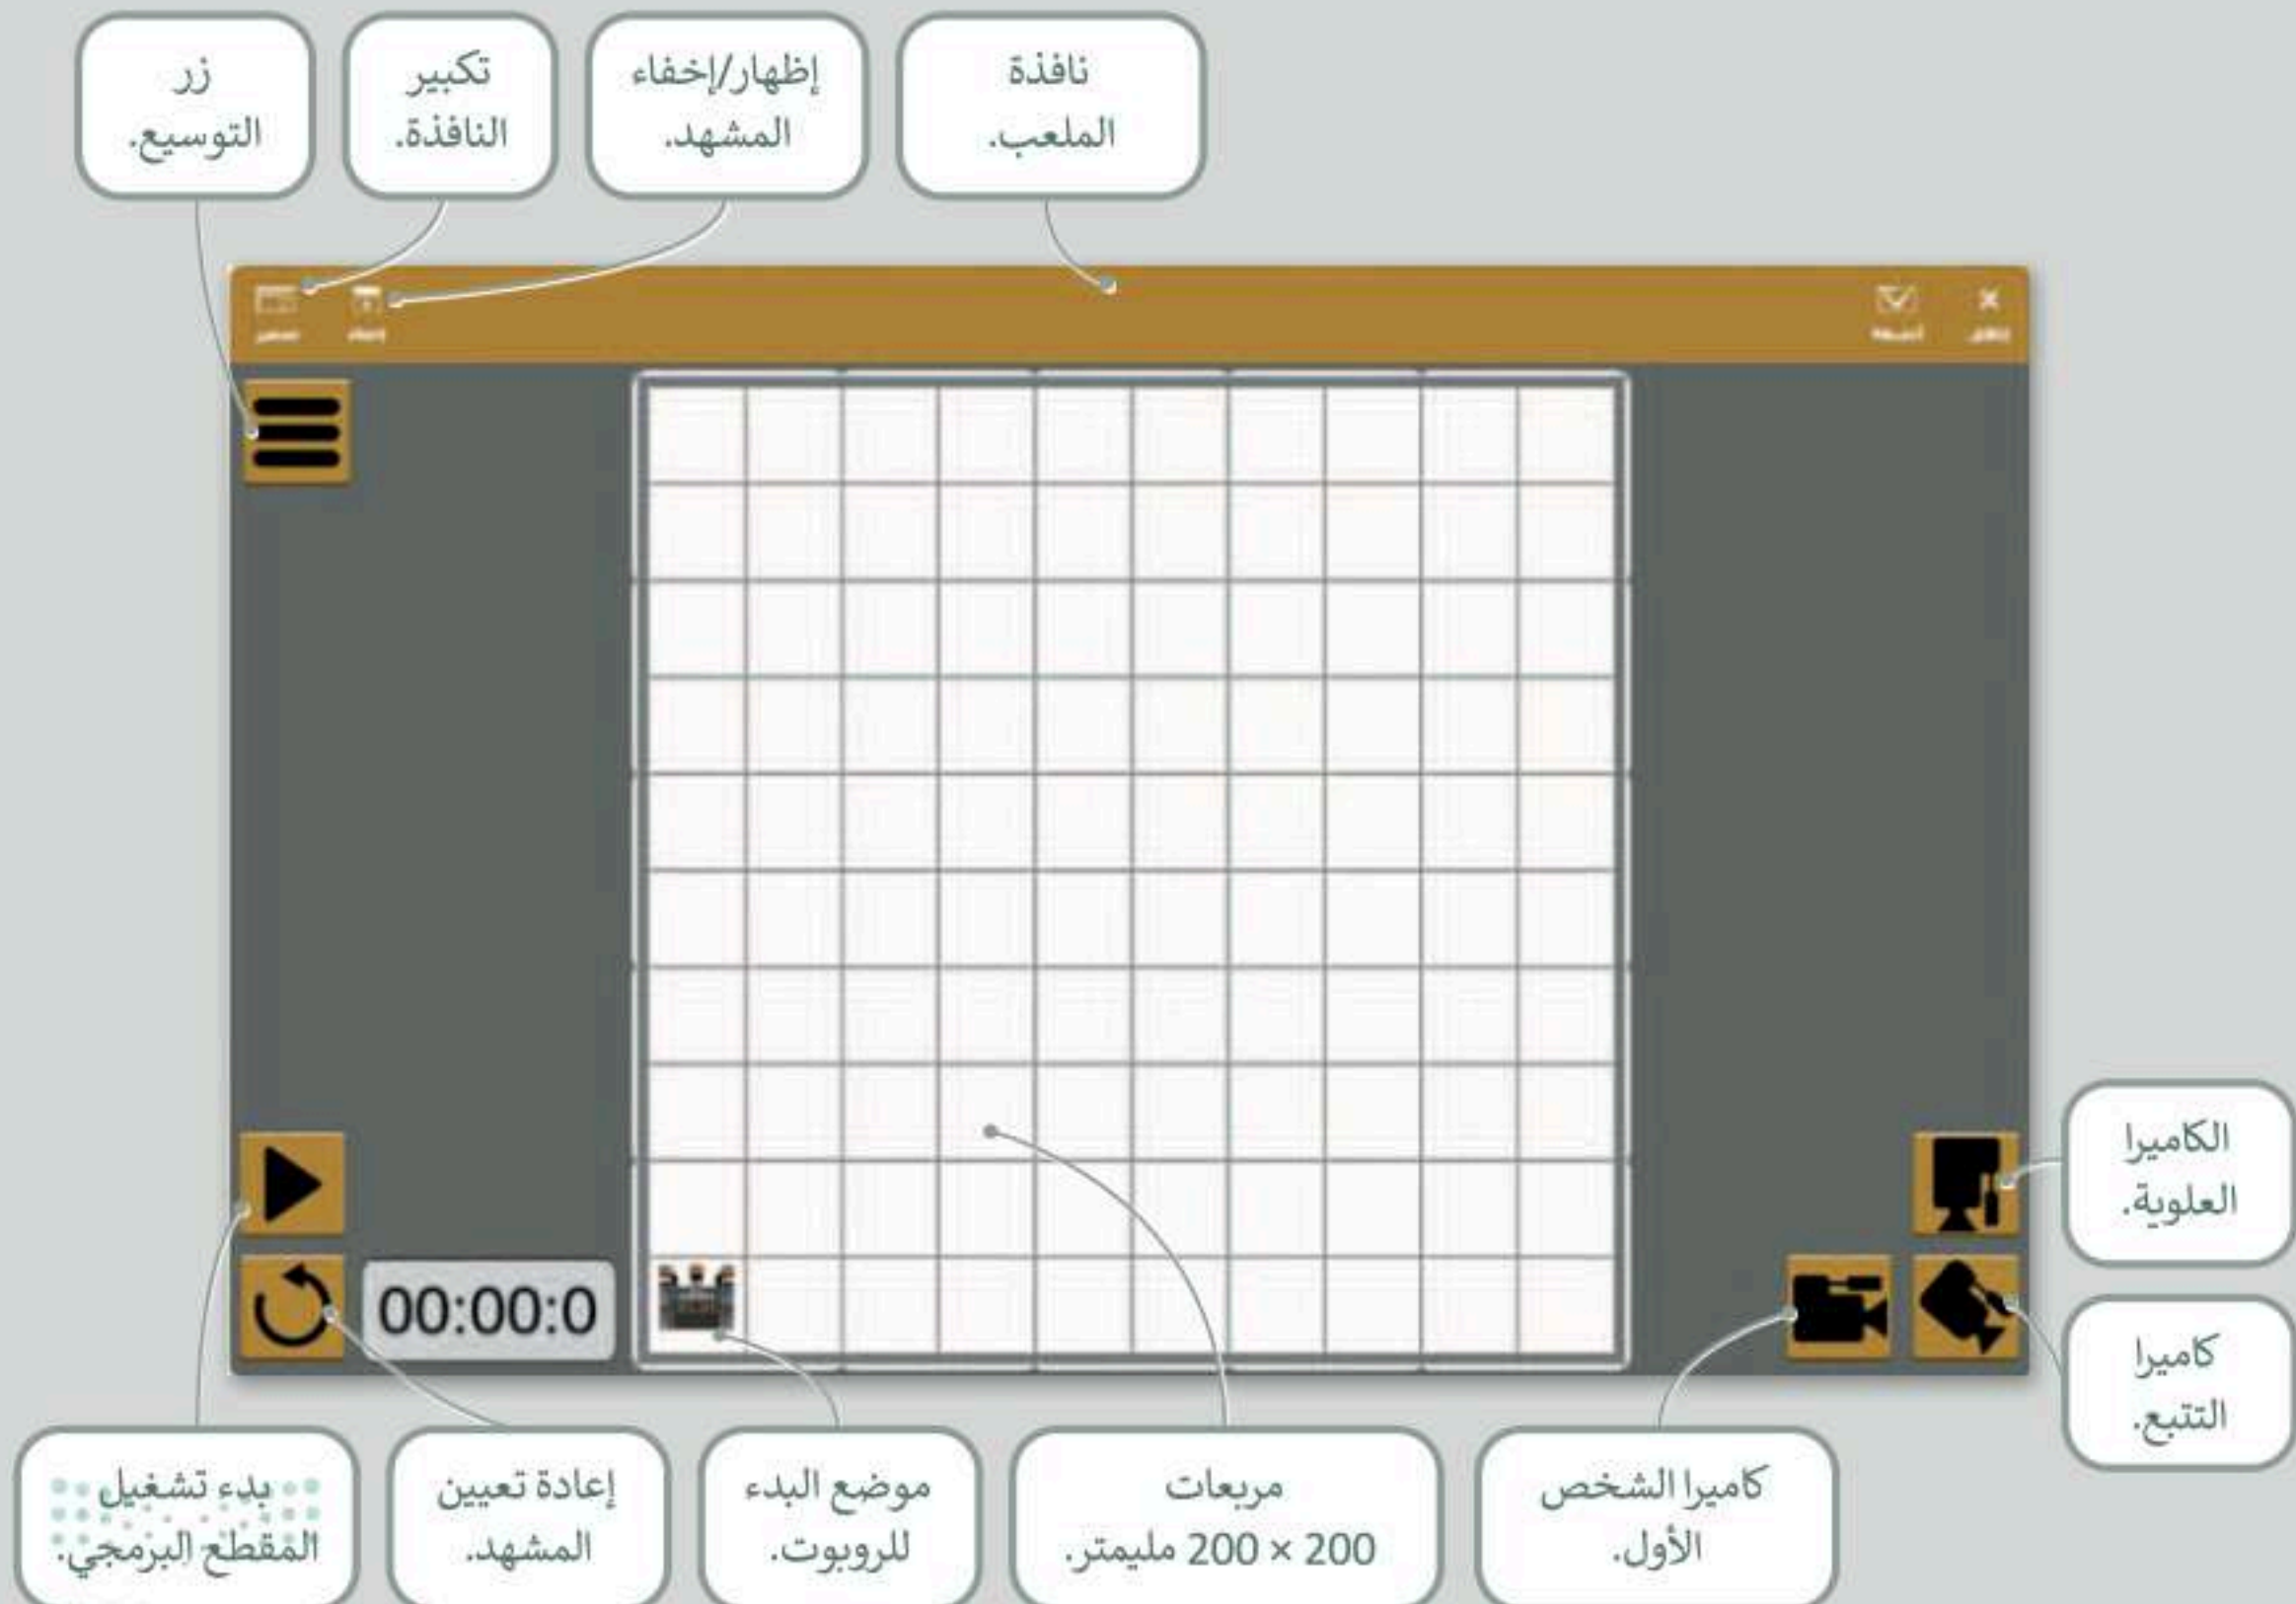 نافذة
الملعب.
إظهار/إخفاء
المشهد.
تكبير
النافذة.
زر
التوسيع.
إغلاق
الكاميرا
العلوية.
كاميرا
التتبع.
00:00:0
كاميرا الشخص
الأول.
مربعات
200 × 200 مليمتر.
موضع البدء
للروبوت.
إعادة تعيين
المشهد.
بدء تشغيل
المقطع البرمجي.